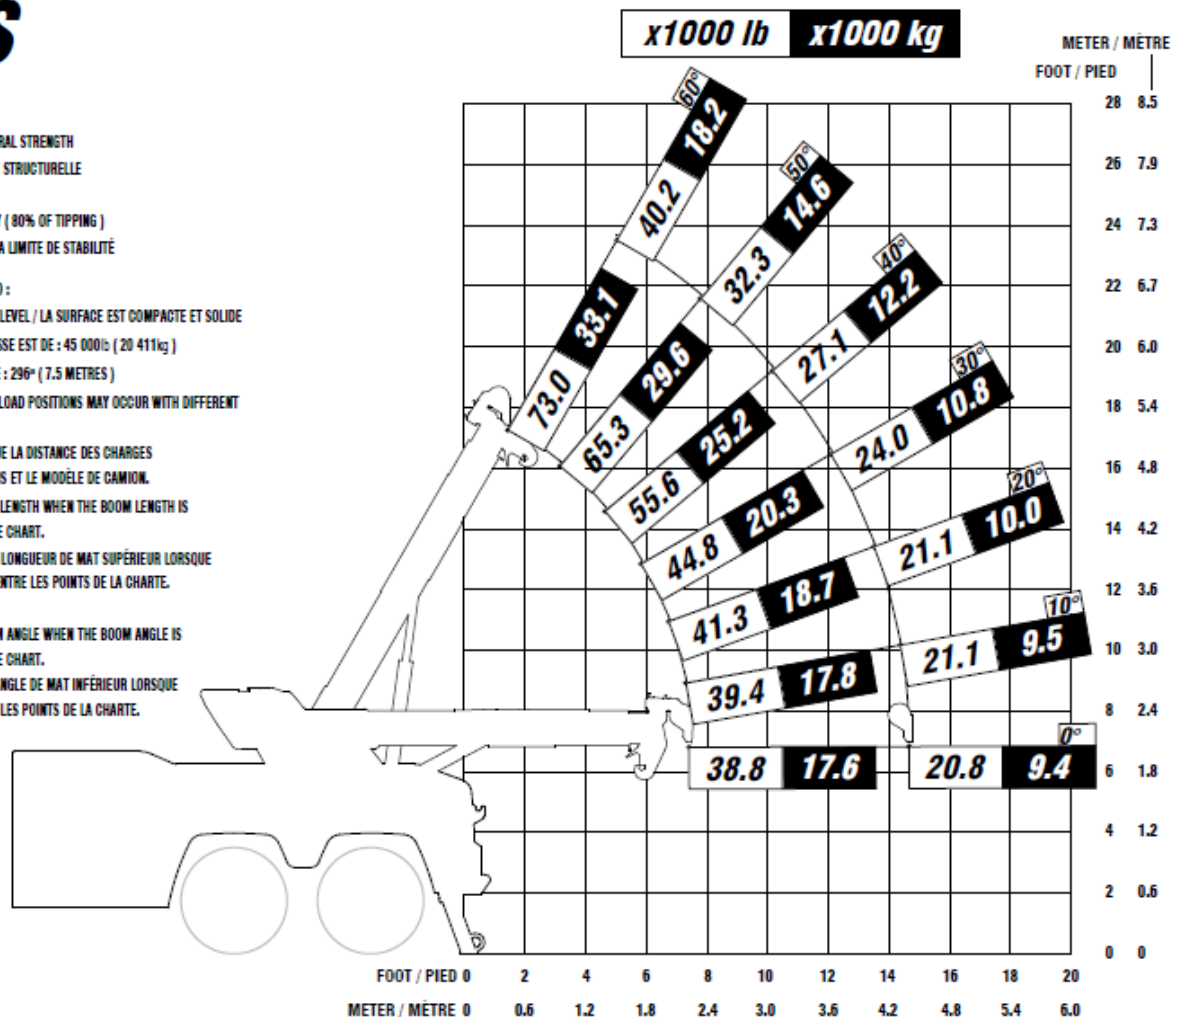 S
x1000 lb x1000 kg
METER / MÈTRE
FOOT / PIED
RAL STRENGTH
STRUCTURELLE
( 80% OF TIPPING )
A LIMITE DE STABILITÉ
) :
LEVEL / LA SURFACE EST COMPACTE ET SOLIDE
SSE EST DE : 45 000lb ( 20 411kg )
: 296" ( 7.5 METRES )
LOAD POSITIONS MAY OCCUR WITH DIFFERENT
UE LA DISTANCE DES CHARGES
S ET LE MODÈLE DE CAMION.
LENGTH WHEN THE BOOM LENGTH IS
E CHART.
LONGUEUR DE MAT SUPÉRIEUR LORSQUE
ENTRE LES POINTS DE LA CHARTE.
M ANGLE WHEN THE BOOM ANGLE IS
E CHART.
NGLE DE MAT INFÉRIEUR LORSQUE
LES POINTS DE LA CHARTE.
60°
40.2 18.2
73.0 33.1
50°
32.3 14.6
65.3 29.6
40°
27.1 12.2
55.6 25.2
30°
24.0 10.8
44.8 20.3
20°
21.1 10.0
41.3 18.7
10°
21.1 9.5
39.4 17.8
0°
38.8 17.6 20.8 9.4
28 8.5
26 7.9
24 7.3
22 6.7
20 6.0
18 5.4
16 4.8
14 4.2
12 3.6
10 3.0
8 2.4
6 1.8
4 1.2
2 0.6
0 0
FOOT / PIED 0 2 4 6 8 10 12 14 16 18 20
METER / MÈTRE 0 0.6 1.2 1.8 2.4 3.0 3.6 4.2 4.8 5.4 6.0